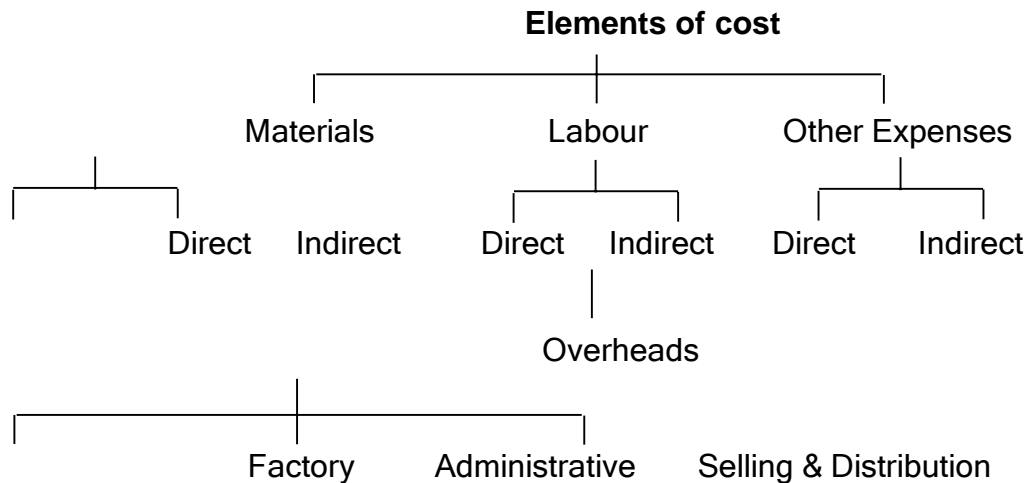 Elements of cost
Materials Labour Other Expenses
Direct Indirect Direct Indirect Direct Indirect
Overheads
Factory Administrative Selling & Distribution